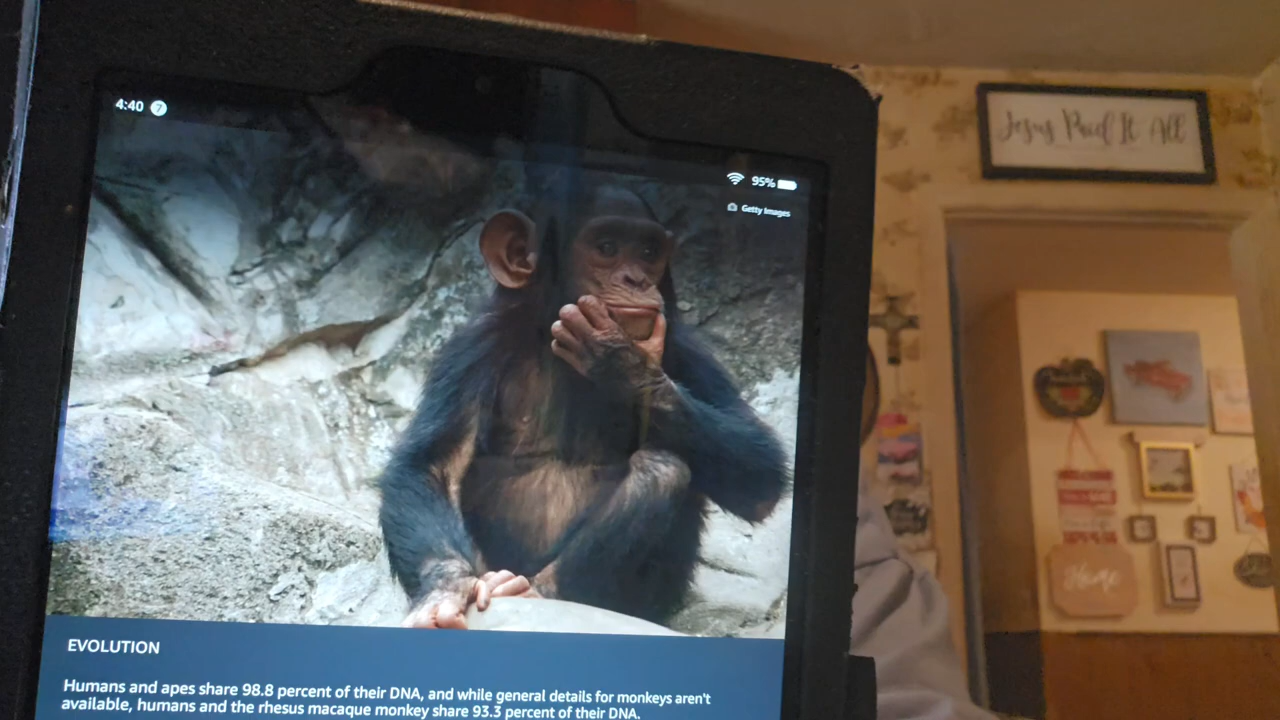 4:40 7
95%
Getty Images
EVOLUTION
Humans and apes share 98.8 percent of their DNA, and while general details for monkeys aren't
available, humans and the rhesus macaque monkey share 93.3 percent of their DNA.
Jesus Paid It All
Home